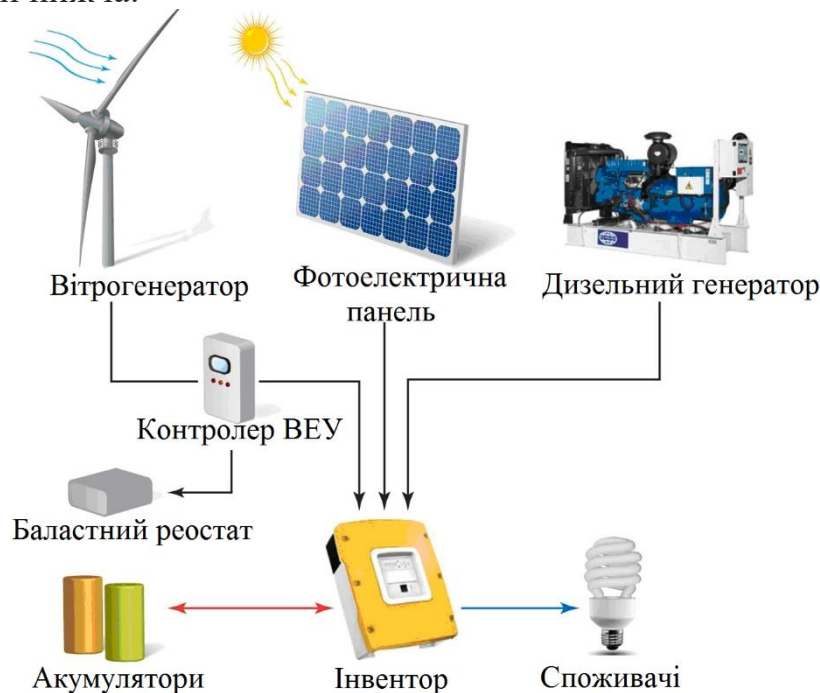 Вітрогенератор
Фотоелектрична
панель
Дизельний генератор
Контролер ВЕУ
Баластний реостат
Акумулятори
Інвентор
Споживачі